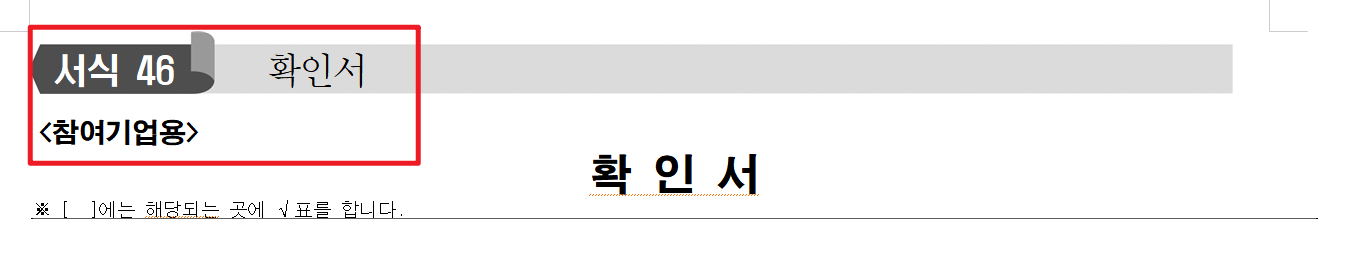 서식 46 확인서
<참여기업용>
확 인 서
※ [  ]에는 해당되는 곳에 √표를 합니다.